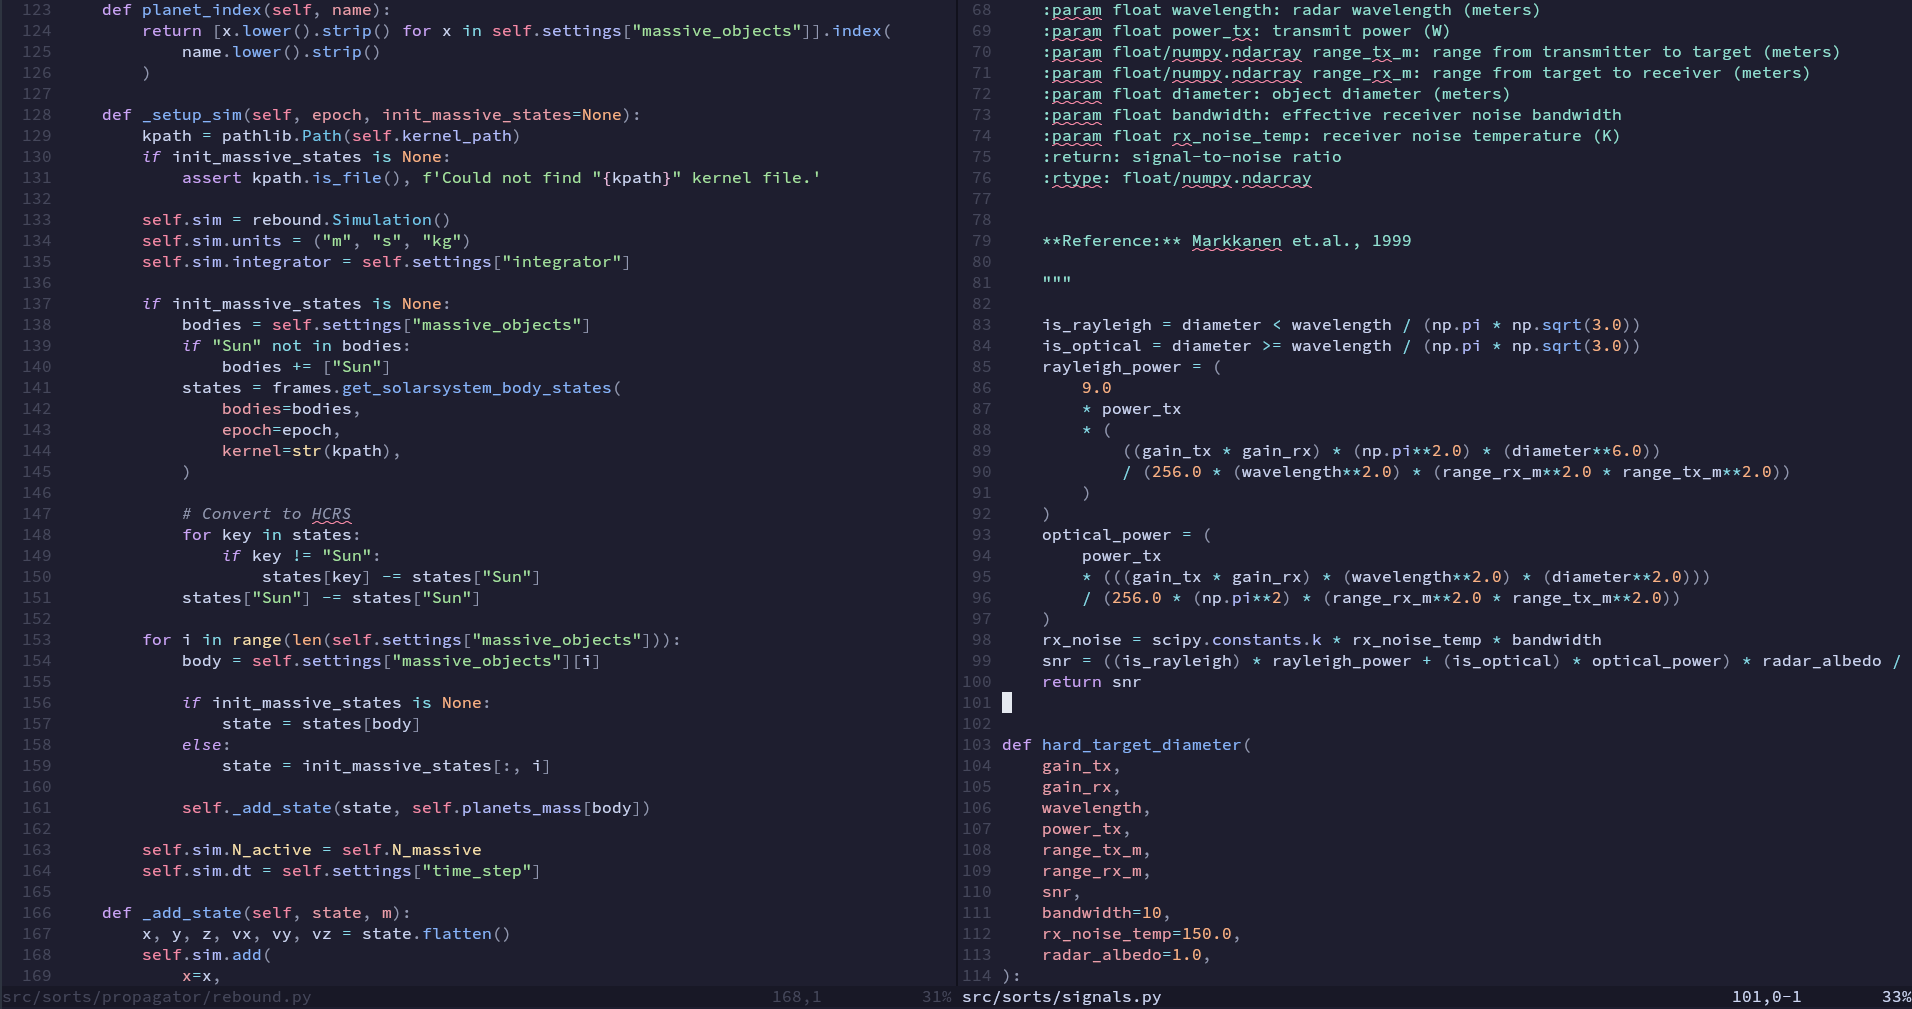 123     def planet_index(self, name):
124         return [x.lower().strip() for x in self.settings["massive_objects"]].index(
125             name.lower().strip()
126         )
127
128     def _setup_sim(self, epoch, init_massive_states=None):
129         kpath = pathlib.Path(self.kernel_path)
130         if init_massive_states is None:
131             assert kpath.is_file(), f'Could not find "{kpath}" kernel file.'
132
133         self.sim = rebound.Simulation()
134         self.sim.units = ("m", "s", "kg")
135         self.sim.integrator = self.settings["integrator"]
136
137         if init_massive_states is None:
138             bodies = self.settings["massive_objects"]
139             if "Sun" not in bodies:
140                 bodies += ["Sun"]
141             states = frames.get_solarsystem_body_states(
142                 bodies=bodies,
143                 epoch=epoch,
144                 kernel=str(kpath),
145             )
146
147             # Convert to HCRS
148             for key in states:
149                 if key != "Sun":
150                     states[key] -= states["Sun"]
151             states["Sun"] -= states["Sun"]
152
153         for i in range(len(self.settings["massive_objects"])):
154             body = self.settings["massive_objects"][i]
155
156             if init_massive_states is None:
157                 state = states[body]
158             else:
159                 state = init_massive_states[:, i]
160
161             self._add_state(state, self.planets_mass[body])
162
163         self.sim.N_active = self.N_massive
164         self.sim.dt = self.settings["time_step"]
165
166     def _add_state(self, state, m):
167         x, y, z, vx, vy, vz = state.flatten()
168         self.sim.add(
169             x=x,
src/sorts/propagator/rebound.py 168,1 31%
68     :param float wavelength: radar wavelength (meters)
69     :param float power_tx: transmit power (W)
70     :param float/numpy.ndarray range_tx_m: range from transmitter to target (meters)
71     :param float/numpy.ndarray range_rx_m: range from target to receiver (meters)
72     :param float diameter: object diameter (meters)
73     :param float bandwidth: effective receiver noise bandwidth
74     :param float rx_noise_temp: receiver noise temperature (K)
75     :return: signal-to-noise ratio
76     :rtype: float/numpy.ndarray
77
78
79     **Reference:** Markkanen et.al., 1999
80
81     """
82
83     is_rayleigh = diameter < wavelength / (np.pi * np.sqrt(3.0))
84     is_optical = diameter >= wavelength / (np.pi * np.sqrt(3.0))
85     rayleigh_power = (
86         9.0
87         * power_tx
88         * (
89             ((gain_tx * gain_rx) * (np.pi**2.0) * (diameter**6.0))
90             / (256.0 * (wavelength**2.0) * (range_rx_m**2.0 * range_tx_m**2.0))
91         )
92     )
93     optical_power = (
94         power_tx
95         * (((gain_tx * gain_rx) * (wavelength**2.0) * (diameter**2.0)))
96         / (256.0 * (np.pi**2) * (range_rx_m**2.0 * range_tx_m**2.0))
97     )
98     rx_noise = scipy.constants.k * rx_noise_temp * bandwidth
99     snr = ((is_rayleigh) * rayleigh_power + (is_optical) * optical_power) * radar_albedo /
100     return snr
101
102
103 def hard_target_diameter(
104     gain_tx,
105     gain_rx,
106     wavelength,
107     power_tx,
108     range_tx_m,
109     range_rx_m,
110     snr,
111     bandwidth=10,
112     rx_noise_temp=150.0,
113     radar_albedo=1.0,
114 ):
src/sorts/signals.py 101,0-1 33%